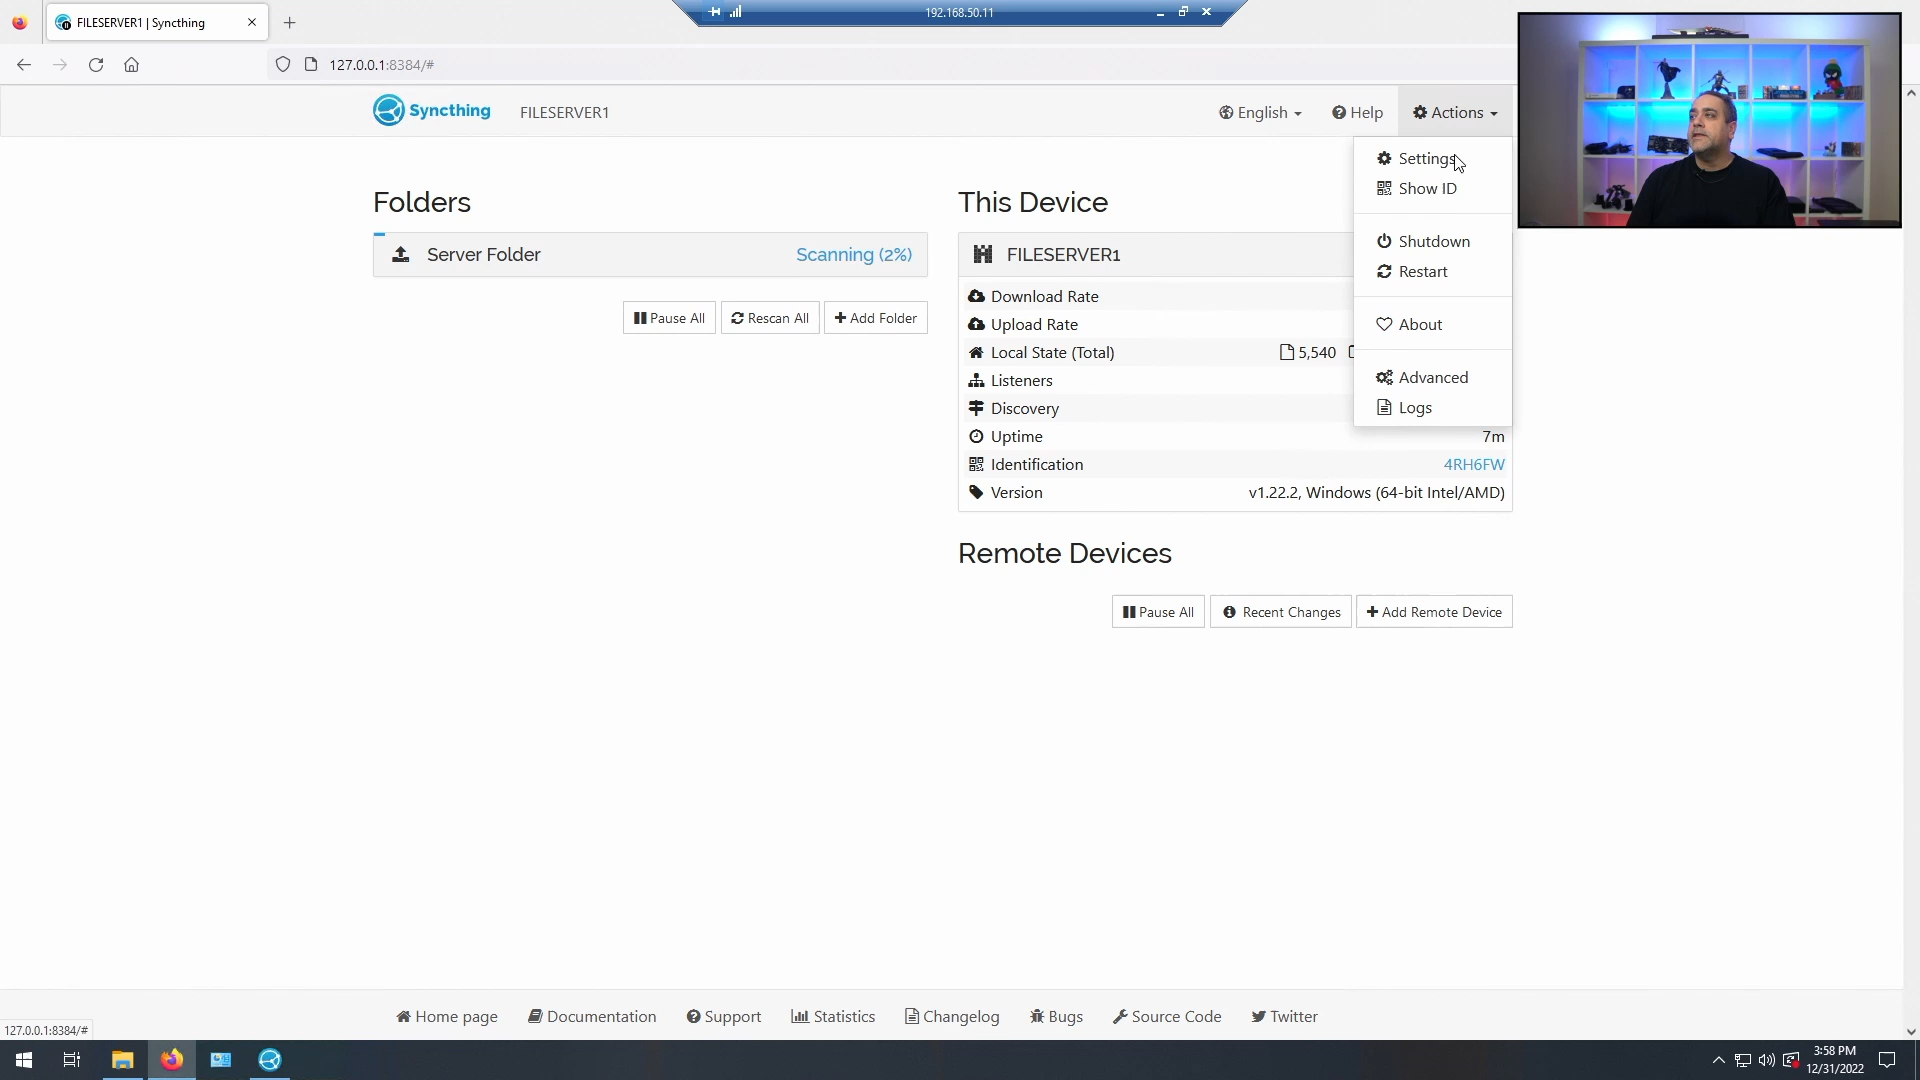 FILESERVER1 | Syncthing
192.168.50.11
127.0.0.1:8384/#
Syncthing
FILESERVER1
English
Help
Actions
Settings
Show ID
Shutdown
Restart
About
Advanced
Logs
Folders
Server Folder
Scanning (2%)
Pause All
Rescan All
Add Folder
This Device
FILESERVER1
Download Rate
Upload Rate
Local State (Total) 5,540
Listeners
Discovery
Uptime 7m
Identification 4RH6FW
Version v1.22.2, Windows (64-bit Intel/AMD)
Remote Devices
Pause All
Recent Changes
Add Remote Device
Home page
Documentation
Support
Statistics
Changelog
Bugs
Source Code
Twitter
127.0.0.1:8384/#
3:58 PM
12/31/2022